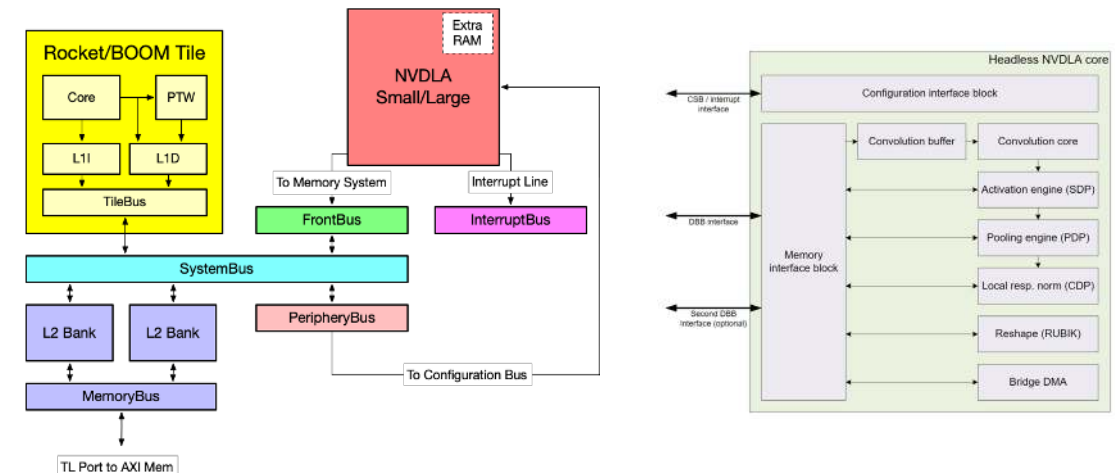 Rocket/BOOM Tile
Core
PTW
L1I
L1D
TileBus
Extra
RAM
NVDLA
Small/Large
To Memory System
Interrupt Line
FrontBus
InterruptBus
SystemBus
L2 Bank
L2 Bank
PeripheryBus
To Configuration Bus
MemoryBus
TL Port to AXI Mem
Headless NVDLA core
CSB / interrupt
interface
Configuration interface block
Convolution buffer
Convolution core
Activation engine (SDP)
DBB interface
Pooling engine (PDP)
Memory
interface block
Local resp. norm (CDP)
Second DBB
Interface (optional)
Reshape (RUBIK)
Bridge DMA